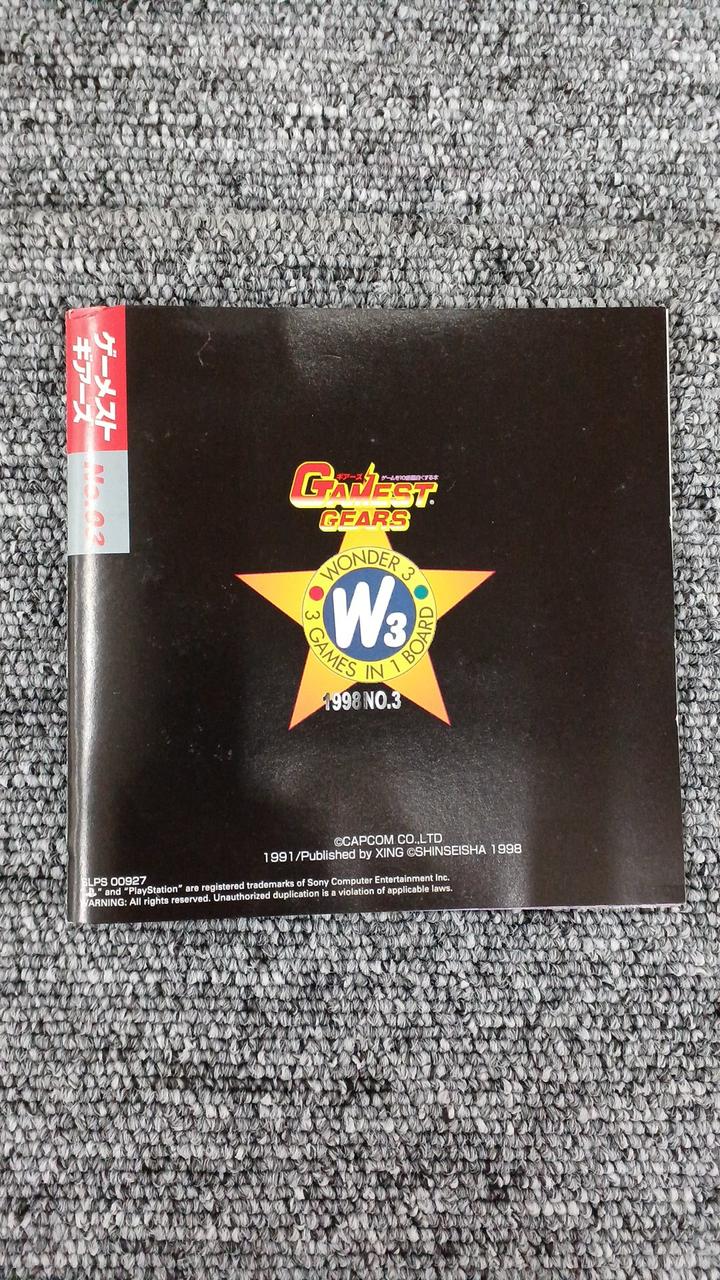 ゲーメスト
ギアーズ
No.03
ギアーズ
GAMEST
GEARS
WONDER 3
W3
3 GAMES IN 1 BOARD
1998 NO.3
©CAPCOM CO.,LTD
1991/Published by XING ©SHINSEISHA 1998
SLPS 00927
" and "PlayStation" are registered trademarks of Sony Computer Entertainment Inc.
WARNING: All rights reserved. Unauthorized duplication is a violation of applicable laws.